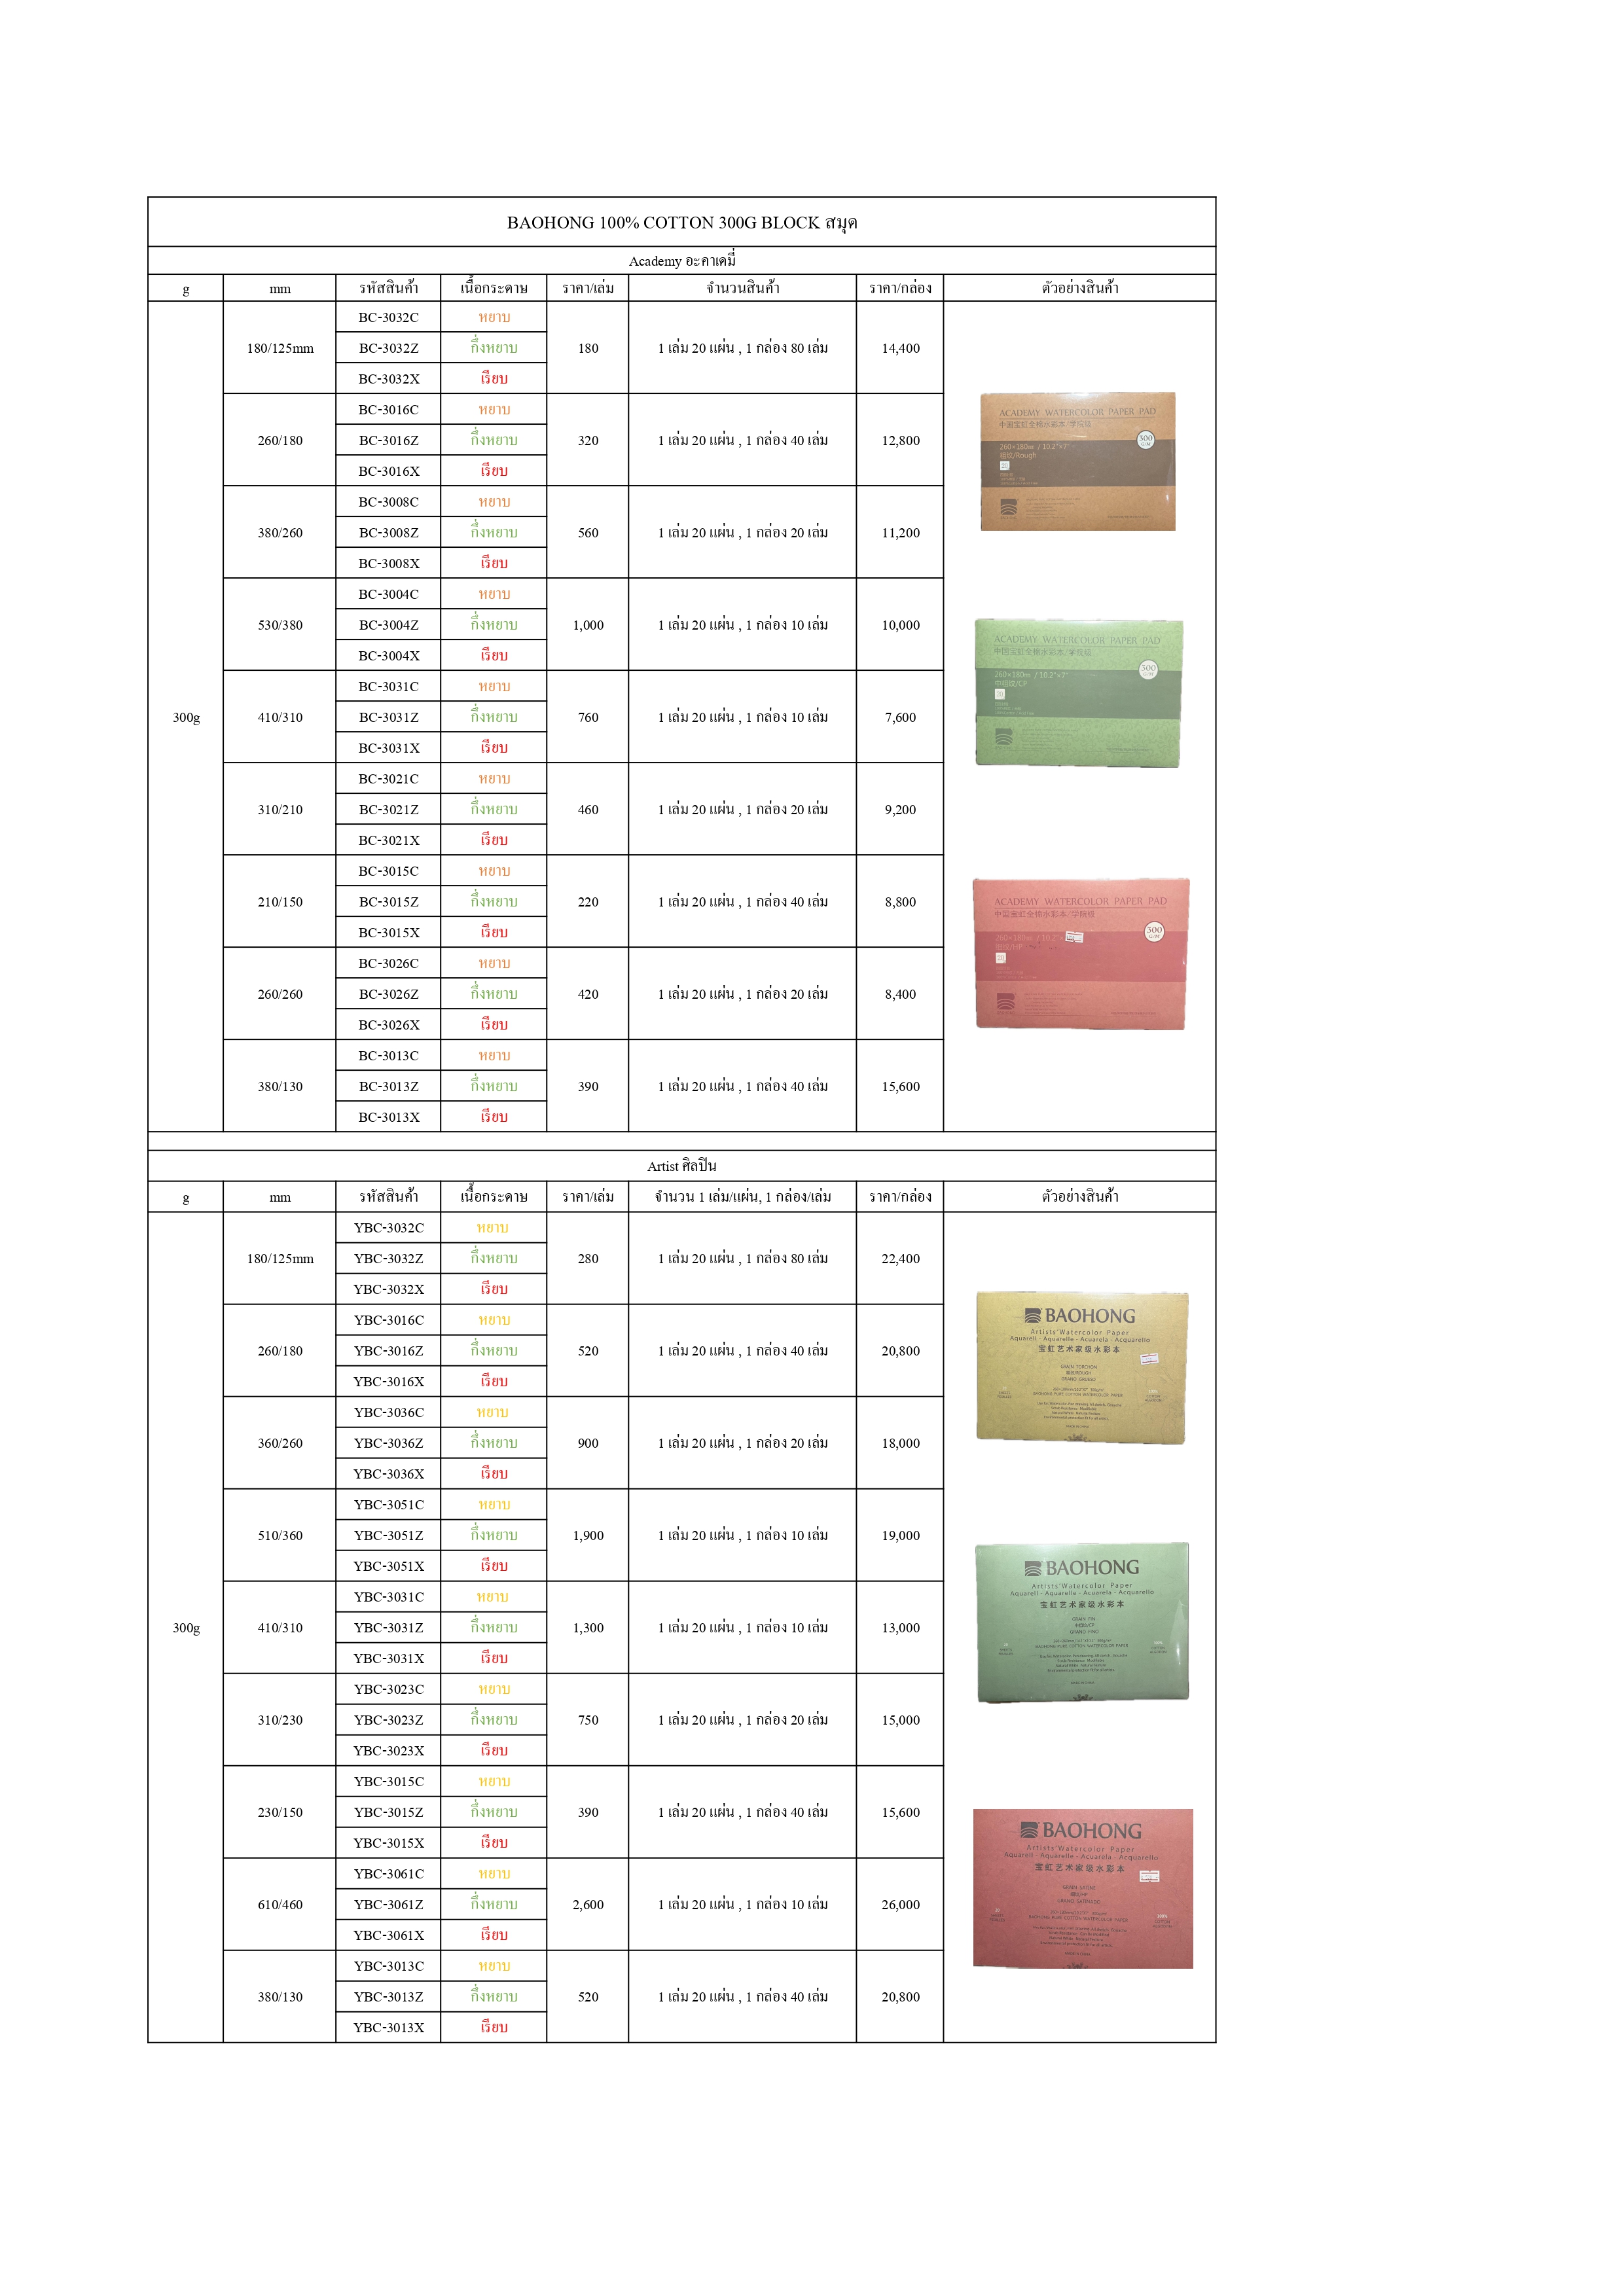 BAOHONG 100% COTTON 300G BLOCK สมุด
Academy อะคาเดมี่
g mm รหัสสินค้า เนื้อกระดาษ ราคา/เล่ม จำนวนสินค้า ราคา/กล่อง ตัวอย่างสินค้า
300g
180/125mm BC-3032C หยาบ 180 1 เล่ม 20 แผ่น , 1 กล่อง 80 เล่ม 14,400
BC-3032Z กึ่งหยาบ
BC-3032X เรียบ
260/180 BC-3016C หยาบ 320 1 เล่ม 20 แผ่น , 1 กล่อง 40 เล่ม 12,800
BC-3016Z กึ่งหยาบ
BC-3016X เรียบ
380/260 BC-3008C หยาบ 560 1 เล่ม 20 แผ่น , 1 กล่อง 20 เล่ม 11,200
BC-3008Z กึ่งหยาบ
BC-3008X เรียบ
530/380 BC-3004C หยาบ 1,000 1 เล่ม 20 แผ่น , 1 กล่อง 10 เล่ม 10,000
BC-3004Z กึ่งหยาบ
BC-3004X เรียบ
410/310 BC-3031C หยาบ 760 1 เล่ม 20 แผ่น , 1 กล่อง 10 เล่ม 7,600
BC-3031Z กึ่งหยาบ
BC-3031X เรียบ
310/210 BC-3021C หยาบ 460 1 เล่ม 20 แผ่น , 1 กล่อง 20 เล่ม 9,200
BC-3021Z กึ่งหยาบ
BC-3021X เรียบ
210/150 BC-3015C หยาบ 220 1 เล่ม 20 แผ่น , 1 กล่อง 40 เล่ม 8,800
BC-3015Z กึ่งหยาบ
BC-3015X เรียบ
260/260 BC-3026C หยาบ 420 1 เล่ม 20 แผ่น , 1 กล่อง 20 เล่ม 8,400
BC-3026Z กึ่งหยาบ
BC-3026X เรียบ
380/130 BC-3013C หยาบ 390 1 เล่ม 20 แผ่น , 1 กล่อง 40 เล่ม 15,600
BC-3013Z กึ่งหยาบ
BC-3013X เรียบ
ACADEMY WATERCOLOR PAPER PAD
中国宝虹全棉水彩本/学院级
300
260×180㎜ / 10.2"×7"
粗纹/Rough
20
ACADEMY WATERCOLOR PAPER PAD
中国宝虹全棉水彩本/学院级
300
260×180㎜ / 10.2"×7"
中粗纹/CP
20
ACADEMY WATERCOLOR PAPER PAD
中国宝虹全棉水彩本/学院级
300
G/M
260×180㎜ / 10.2"×
20
Artist ศิลปิน
g mm รหัสสินค้า เนื้อกระดาษ ราคา/เล่ม จำนวน 1 เล่ม/แผ่น, 1 กล่อง/เล่ม ราคา/กล่อง ตัวอย่างสินค้า
300g
180/125mm YBC-3032C หยาบ 280 1 เล่ม 20 แผ่น , 1 กล่อง 80 เล่ม 22,400
YBC-3032Z กึ่งหยาบ
YBC-3032X เรียบ
260/180 YBC-3016C หยาบ 520 1 เล่ม 20 แผ่น , 1 กล่อง 40 เล่ม 20,800
YBC-3016Z กึ่งหยาบ
YBC-3016X เรียบ
360/260 YBC-3036C หยาบ 900 1 เล่ม 20 แผ่น , 1 กล่อง 20 เล่ม 18,000
YBC-3036Z กึ่งหยาบ
YBC-3036X เรียบ
510/360 YBC-3051C หยาบ 1,900 1 เล่ม 20 แผ่น , 1 กล่อง 10 เล่ม 19,000
YBC-3051Z กึ่งหยาบ
YBC-3051X เรียบ
410/310 YBC-3031C หยาบ 1,300 1 เล่ม 20 แผ่น , 1 กล่อง 10 เล่ม 13,000
YBC-3031Z กึ่งหยาบ
YBC-3031X เรียบ
310/230 YBC-3023C หยาบ 750 1 เล่ม 20 แผ่น , 1 กล่อง 20 เล่ม 15,000
YBC-3023Z กึ่งหยาบ
YBC-3023X เรียบ
230/150 YBC-3015C หยาบ 390 1 เล่ม 20 แผ่น , 1 กล่อง 40 เล่ม 15,600
YBC-3015Z กึ่งหยาบ
YBC-3015X เรียบ
610/460 YBC-3061C หยาบ 2,600 1 เล่ม 20 แผ่น , 1 กล่อง 10 เล่ม 26,000
YBC-3061Z กึ่งหยาบ
YBC-3061X เรียบ
380/130 YBC-3013C หยาบ 520 1 เล่ม 20 แผ่น , 1 กล่อง 40 เล่ม 20,800
YBC-3013Z กึ่งหยาบ
YBC-3013X เรียบ
BAOHONG
Artists'Watercolor Paper
Aquarell - Aquarelle - Acuarela - Acquarello
宝虹艺术家级水彩本
GRAIN TORCHON
粗纹/ROUGH
GRANO GRUESO
BAOHONG PURE COTTON WATERCOLOR PAPER
BAOHONG
Artists'Watercolor Paper
Aquarell - Aquarelle - Acuarela - Acquarello
宝虹艺术家级水彩本
GRAIN FIN
中粗纹/CP
GRANO FINO
BAOHONG PURE COTTON WATERCOLOR PAPER
BAOHONG
Artists'Watercolor Paper
Aquarell - Aquarelle - Acuarela - Acquarello
宝虹艺术家级水彩本
GRAIN SATINÉ
细纹/HP
GRANO SATINADO
BAOHONG PURE COTTON WATERCOLOR PAPER